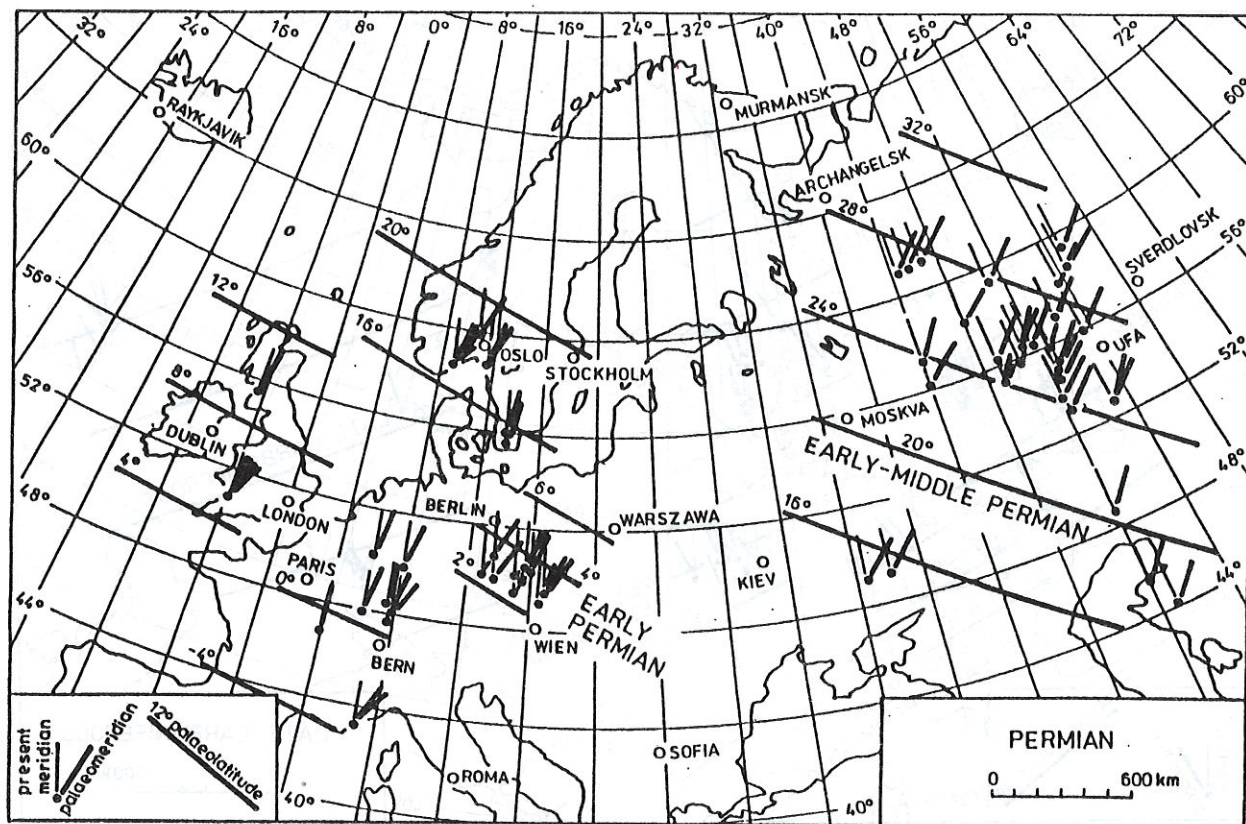 32° 24° 16° 8° 0° 8° 16° 24° 32° 40° 48° 56° 64° 72°
32°
60°
60°
RAYKJAVIK
MURMANSK
32°
ARCHANGELSK
28°
56°
SVERDLOVSK
60°
20°
12°
16°
24°
56°
OSLO
STOCKHOLM
UFA
52°
52°
8°
DUBLIN
MOSKVA
20°
EARLY-MIDDLE PERMIAN
48°
4°
48°
LONDON
BERLIN
6°
WARSZAWA
16°
PARIS
0°
2°
4°
KIEV
44°
44°
BERN
WIEN
EARLY
PERMIAN
-4°
SOFIA
ROMA
40°
40°
present
meridian
palaeomeridian
12° palaeolatitude
PERMIAN
0 600 km